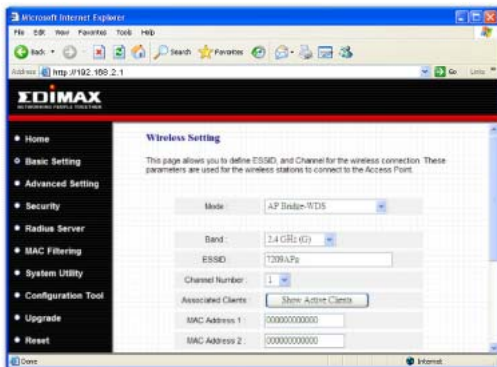 Microsoft Internet Explorer
File Edit View Favorites Tools Help
Back Search Favorites
Address http://192.168.2.1 Go Links »
EDIMAX
NETWORKING PEOPLE TOGETHER
Home
Basic Setting
Advanced Setting
Security
Radius Server
MAC Filtering
System Utility
Configuration Tool
Upgrade
Reset
Wireless Setting
This page allows you to define ESSID, and Channel for the wireless connection. These
parameters are used for the wireless stations to connect to the Access Point.
Mode : AP Bridge-WDS
Band : 2.4 GHz (G)
ESSID : 7209APg
Channel Number : 1
Associated Clients : Show Active Clients
MAC Address 1 : 000000000000
MAC Address 2 : 000000000000
Done Internet